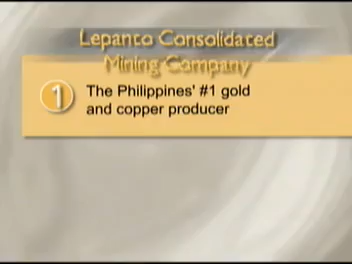 Lepanto Consolidated
Mining Company
1 The Philippines' #1 gold
and copper producer